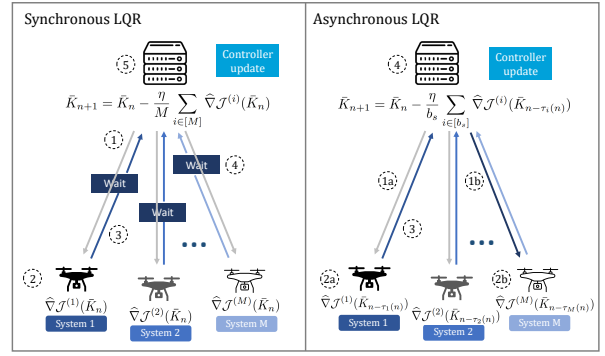 Synchronous LQR
5
Controller
update
K̄_{n+1} = K̄_n − η/M ∑_{i∈[M]} ∇̂𝒥^{(i)}(K̄_n)
1
Wait
Wait
Wait
4
3
2
...
∇̂𝒥^{(1)}(K̄_n)
∇̂𝒥^{(2)}(K̄_n)
∇̂𝒥^{(M)}(K̄_n)
System 1
System 2
System M
Asynchronous LQR
4
Controller
update
K̄_{n+1} = K̄_n − η/b_s ∑_{i∈[b_s]} ∇̂𝒥^{(i)}(K̄_{n−τ_i(n)})
1a
1b
3
...
2a
2b
∇̂𝒥^{(1)}(K̄_{n−τ_1(n)})
∇̂𝒥^{(2)}(K̄_{n−τ_2(n)})
∇̂𝒥^{(M)}(K̄_{n−τ_M(n)})
System 1
System 2
System M